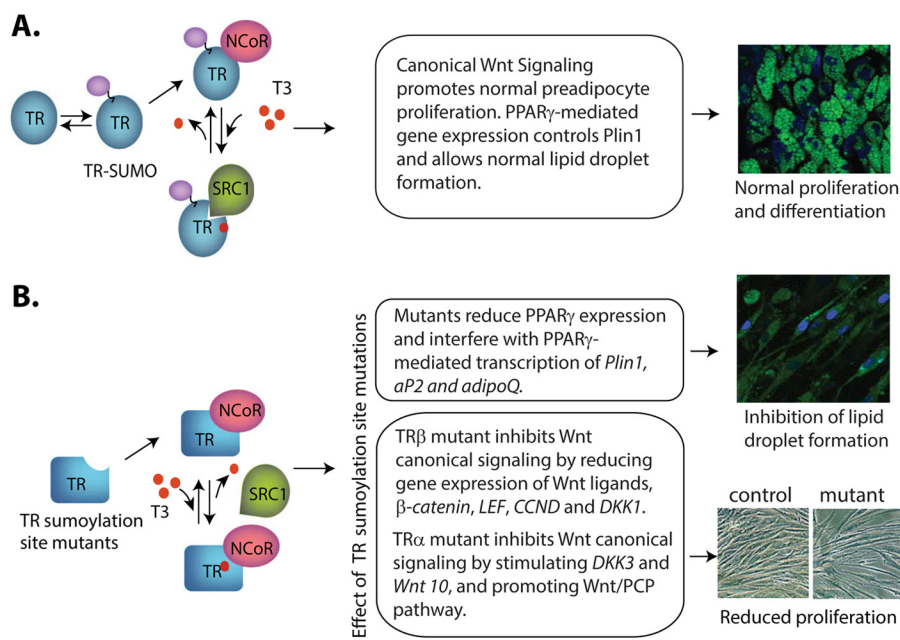 A.
NCoR
TR
T3
TR
TR
TR-SUMO
SRC1
TR
Canonical Wnt Signaling
promotes normal preadipocyte
proliferation. PPARγ-mediated
gene expression controls Plin1
and allows normal lipid droplet
formation.
Normal proliferation
and differentiation
B.
NCoR
TR
TR
T3
SRC1
TR sumoylation
site mutants
NCoR
TR
Effect of TR sumoylation site mutations
Mutants reduce PPARγ expression
and interfere with PPARγ-
mediated transcription of Plin1,
aP2 and adipoQ.
Inhibition of lipid
droplet formation
TRβ mutant inhibits Wnt
canonical signaling by reducing
gene expression of Wnt ligands,
β-catenin, LEF, CCND and DKK1.
TRα mutant inhibits Wnt canonical
signaling by stimulating DKK3 and
Wnt 10, and promoting Wnt/PCP
pathway.
control mutant
Reduced proliferation